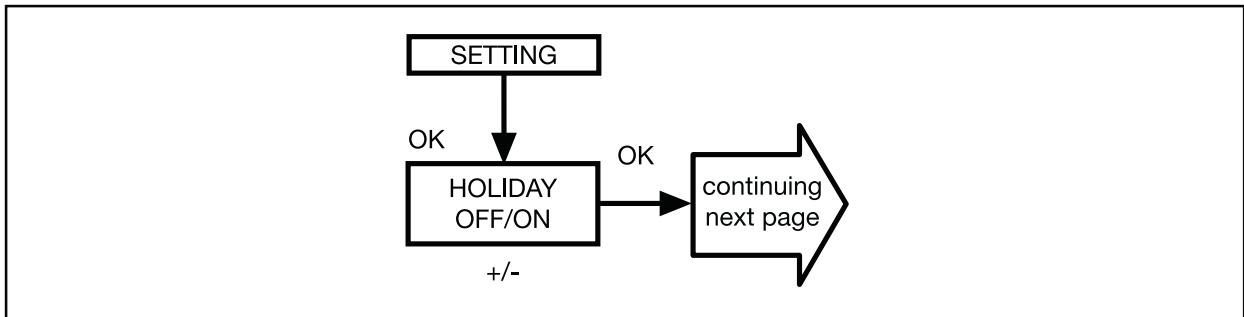 SETTING
OK
HOLIDAY
OFF/ON
+/-
OK
continuing
next page